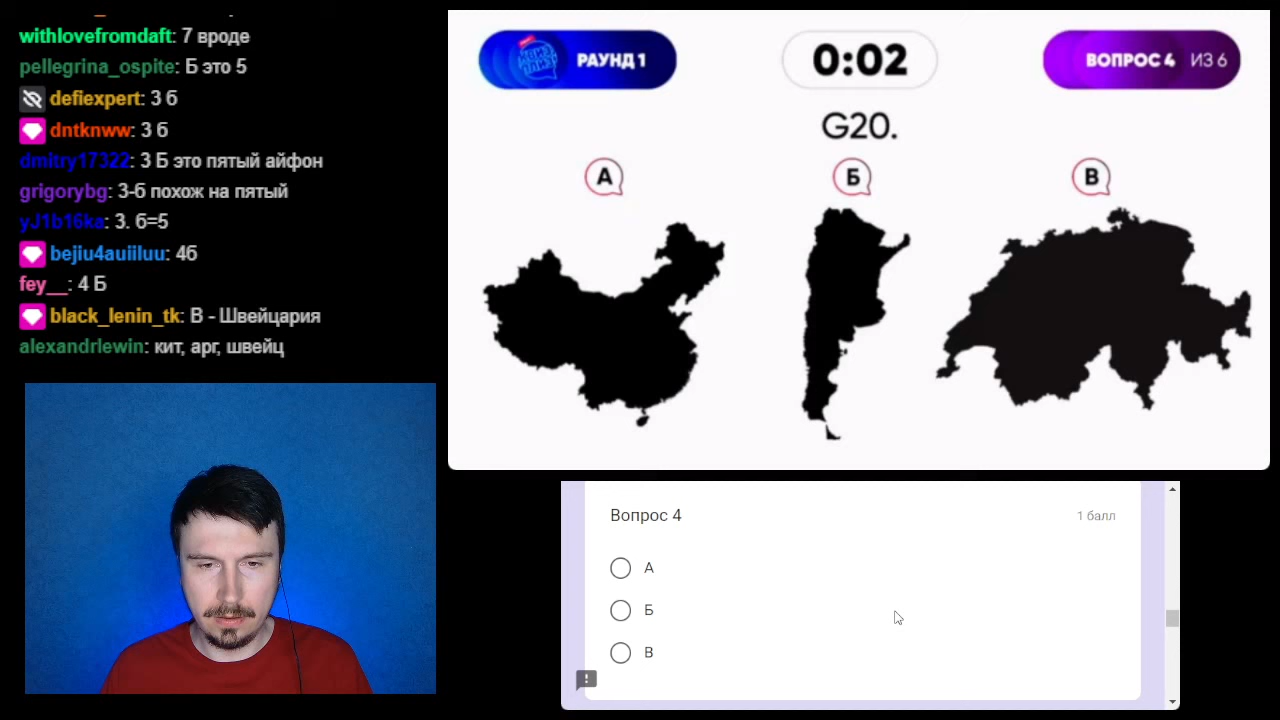 withlovefromdaft: 7 вроде
pellegrina_ospite: Б это 5
defiexpert: 3 б
dntknww: 3 б
dmitry17322: 3 Б это пятый айфон
grigorybg: 3-б похож на пятый
yJ1b16ka: 3. б=5
bejiu4auiiluu: 4б
fey__: 4 Б
black_lenin_tk: В - Швейцария
alexandrlewin: кит, арг, швейц
РАУНД 1
0:02
ВОПРОС 4 ИЗ 6
G20.
А
Б
В
Вопрос 4
1 балл
А
Б
В